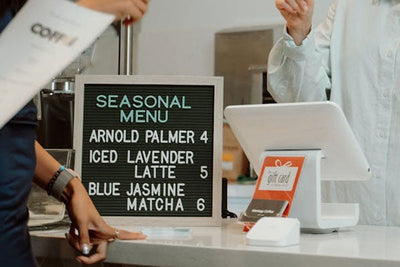 SEASONAL
MENU
ARNOLD PALMER 4
ICED LAVENDER
LATTE 5
BLUE JASMINE
MATCHA 6
gift card